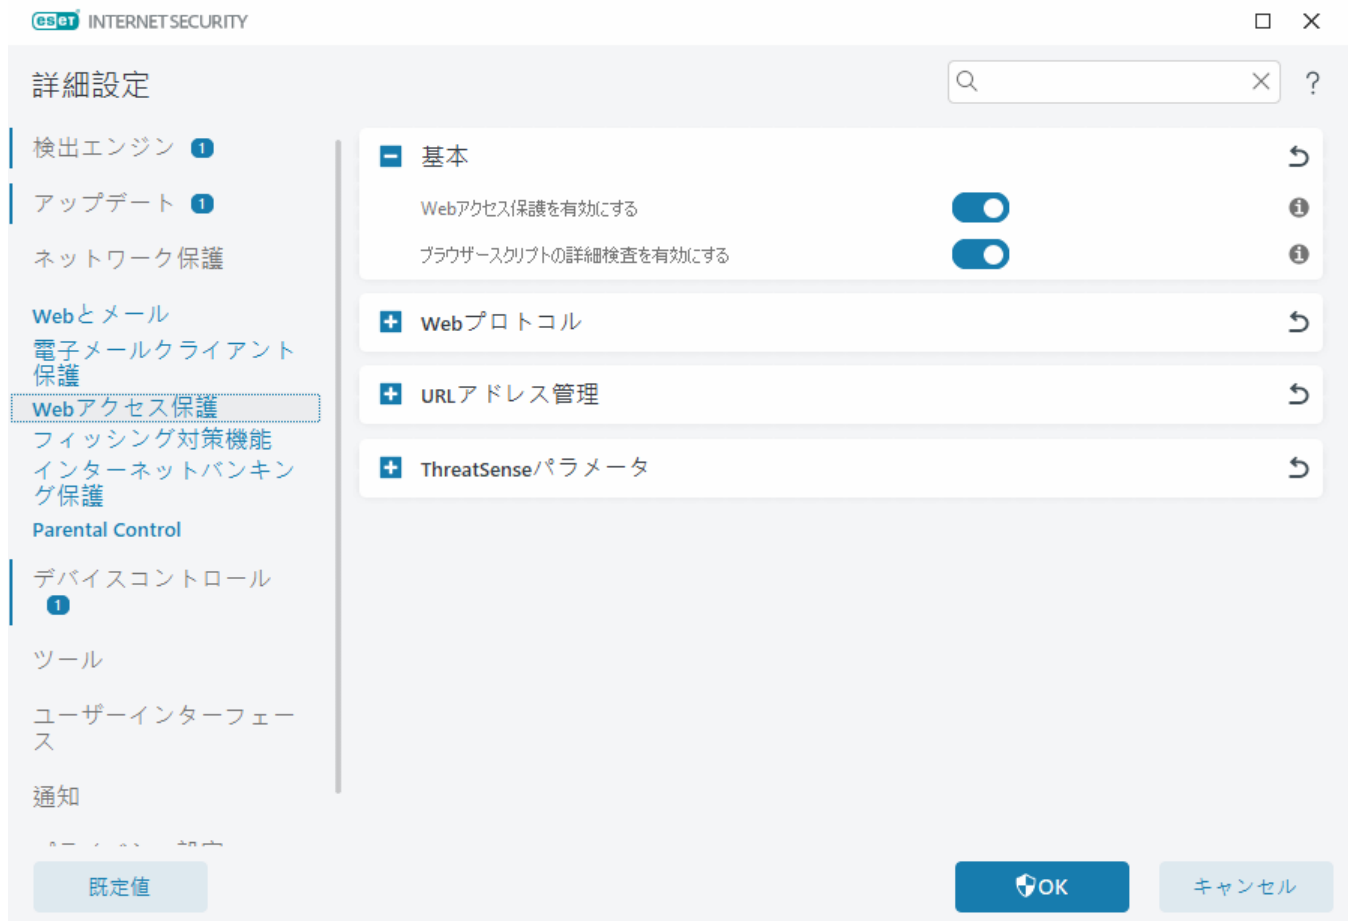 eset INTERNET SECURITY
詳細設定
?
検出エンジン 1
アップデート 1
ネットワーク保護
Webとメール
電子メールクライアント
保護
Webアクセス保護
フィッシング対策機能
インターネットバンキン
グ保護
Parental Control
デバイスコントロール
1
ツール
ユーザーインターフェー
ス
通知
基本
Webアクセス保護を有効にする
ブラウザースクリプトの詳細検査を有効にする
Webプロトコル
URLアドレス管理
ThreatSenseパラメータ
既定値
OK
キャンセル